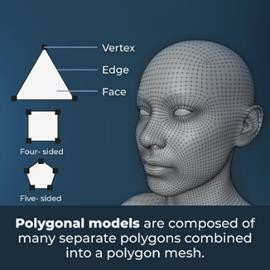 Vertex
Edge
Face
Four- sided
Five- sided
Polygonal models are composed of
many separate polygons combined
into a polygon mesh.